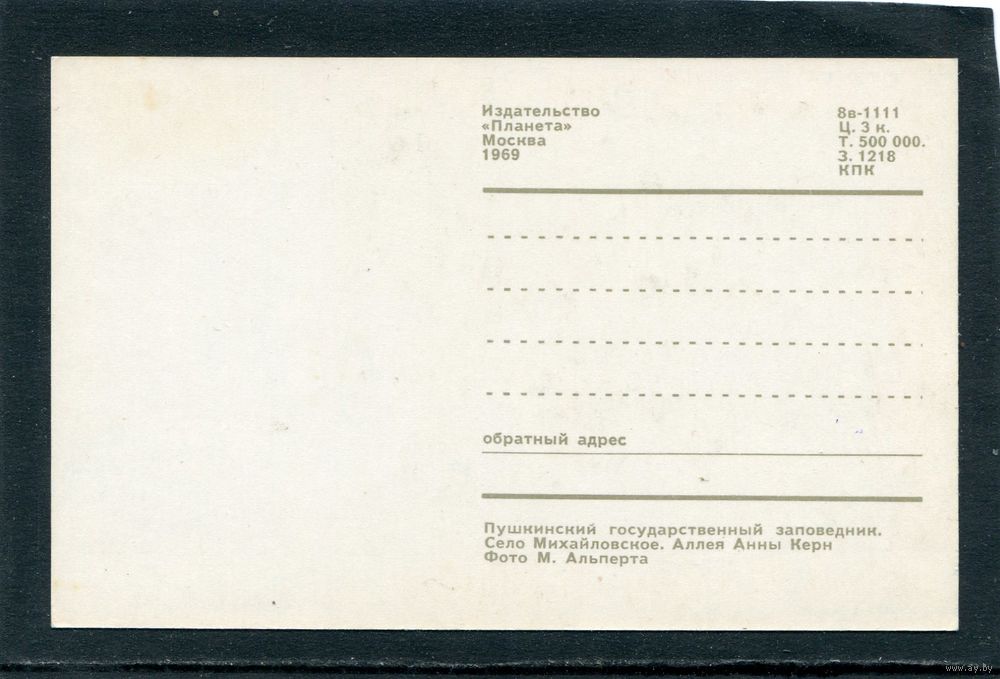 Издательство
«Планета»
Москва
1969
8в-1111
Ц. 3 к.
Т. 500 000.
З. 1218
КПК
обратный адрес
Пушкинский государственный заповедник.
Село Михайловское. Аллея Анны Керн
Фото М. Альперта
www.ay.by